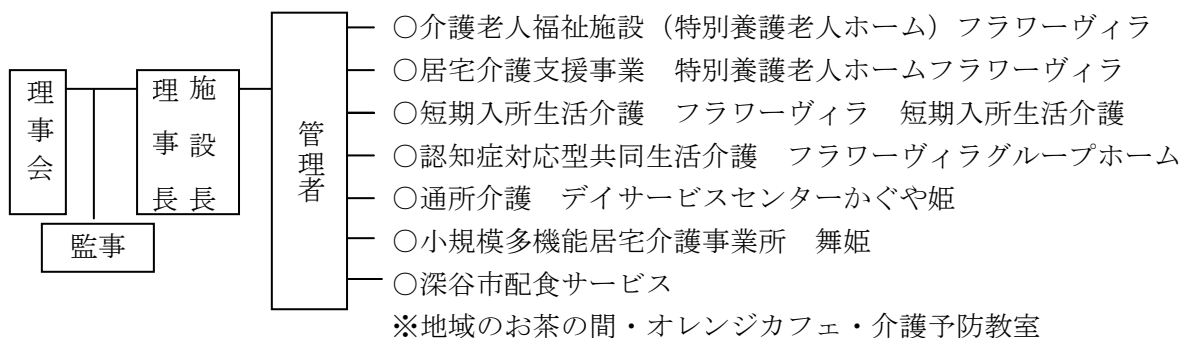 理事会
理事長
施設長
監事
管理者
○介護老人福祉施設（特別養護老人ホーム）フラワーヴィラ
○居宅介護支援事業　特別養護老人ホームフラワーヴィラ
○短期入所生活介護　フラワーヴィラ　短期入所生活介護
○認知症対応型共同生活介護　フラワーヴィラグループホーム
○通所介護　デイサービスセンターかぐや姫
○小規模多機能居宅介護事業所　舞姫
○深谷市配食サービス
※地域のお茶の間・オレンジカフェ・介護予防教室